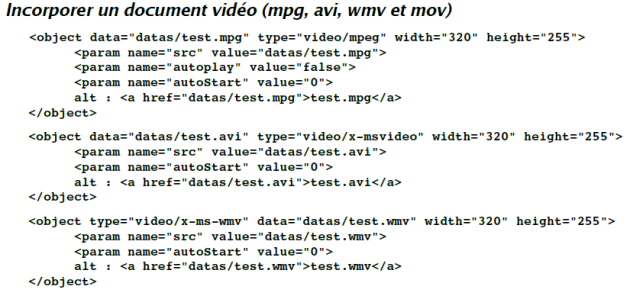 Incorporer un document vidéo (mpg, avi, wmv et mov)
<object data="datas/test.mpg" type="video/mpeg" width="320" height="255">
<param name="src" value="datas/test.mpg">
<param name="autoplay" value="false">
<param name="autoStart" value="0">
alt : <a href="datas/test.mpg">test.mpg</a>
</object>
<object data="datas/test.avi" type="video/x-msvideo" width="320" height="255">
<param name="src" value="datas/test.avi">
<param name="autoStart" value="0">
alt : <a href="datas/test.avi">test.avi</a>
</object>
<object type="video/x-ms-wmv" data="datas/test.wmv" width="320" height="255">
<param name="src" value="datas/test.wmv">
<param name="autoStart" value="0">
alt : <a href="datas/test.wmv">test.wmv</a>
</object>